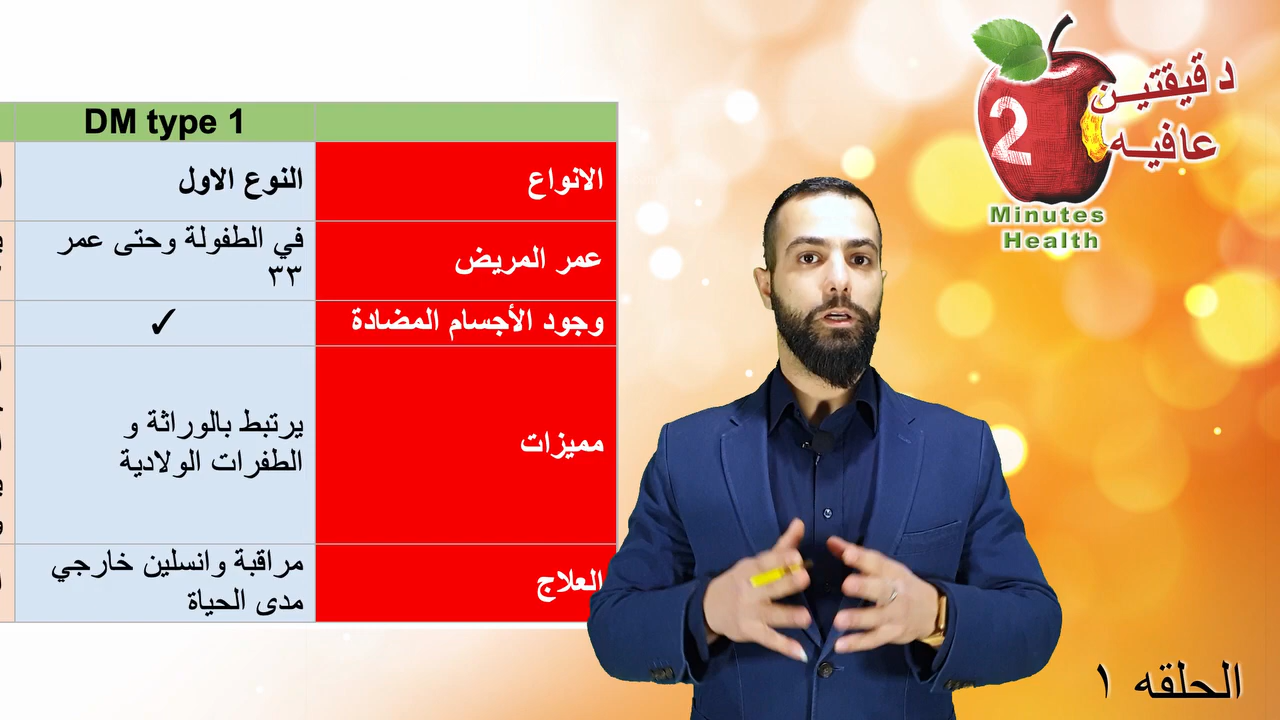 دقيقتين
عافيه
2
Minutes
Health
DM type 1
الانواع
النوع الاول
عمر المريض
في الطفولة وحتى عمر
٣٣
وجود الأجسام المضادة
✓
مميزات
يرتبط بالوراثة و
الطفرات الولادية
العلاج
مراقبة وانسلين خارجي
مدى الحياة
الحلقه ١